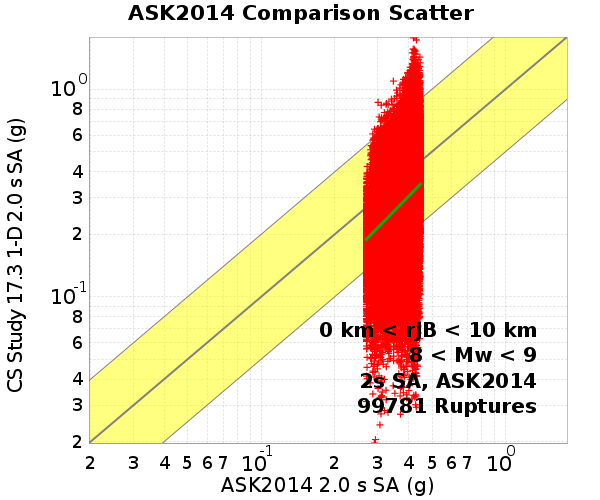 ASK2014 Comparison Scatter
CS Study 17.3 1-D 2.0 s SA (g)
10^0
8
6
4
3
2
10^-1
8
6
4
3
2
0 km < rJB < 10 km
8 < Mw < 9
2s SA, ASK2014
99781 Ruptures
2 3 4 5 6 7 10^-1 2 3 4 5 6 7 10^0
ASK2014 2.0 s SA (g)